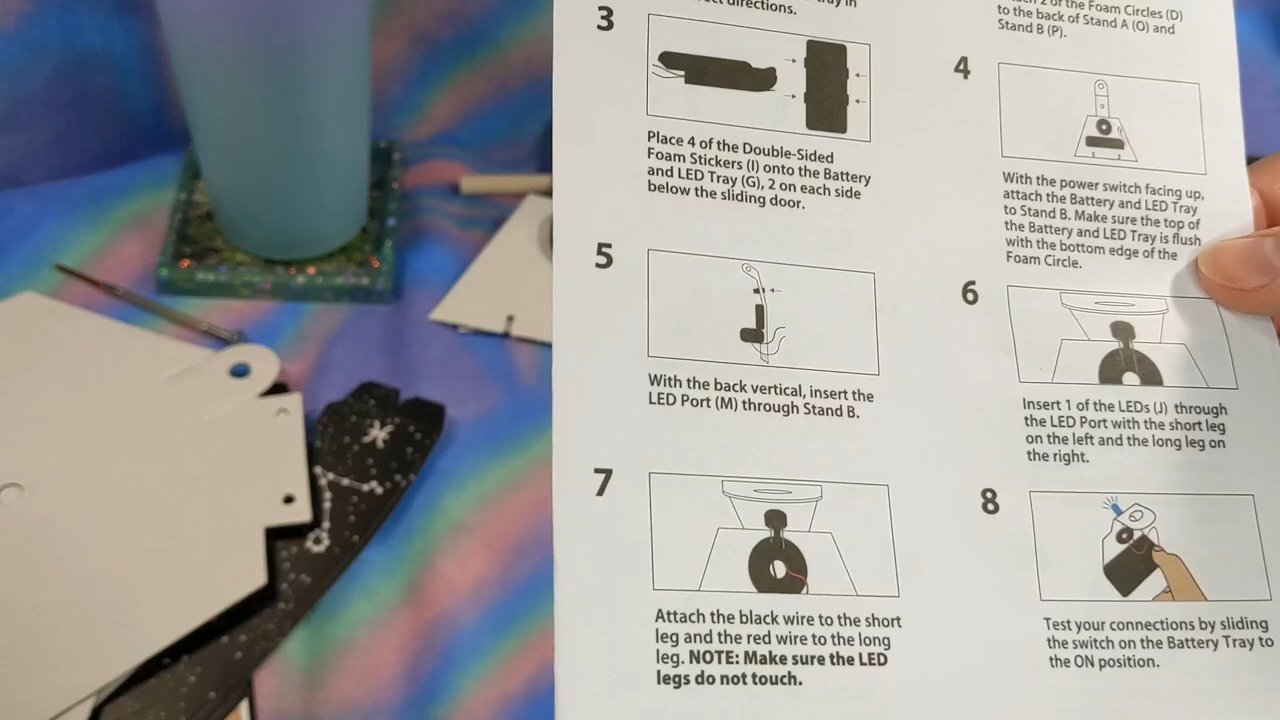 directions.
3
Place 4 of the Double-Sided
Foam Stickers (I) onto the Battery
and LED Tray (G), 2 on each side
below the sliding door.
2 of the Foam Circles (D)
to the back of Stand A (O) and
Stand B (P).
4
With the power switch facing up,
attach the Battery and LED Tray
to Stand B. Make sure the top of
the Battery and LED Tray is flush
with the bottom edge of the
Foam Circle.
5
With the back vertical, insert the
LED Port (M) through Stand B.
6
Insert 1 of the LEDs (J) through
the LED Port with the short leg
on the left and the long leg on
the right.
7
Attach the black wire to the short
leg and the red wire to the long
leg. NOTE: Make sure the LED
legs do not touch.
8
Test your connections by sliding
the switch on the Battery Tray to
the ON position.